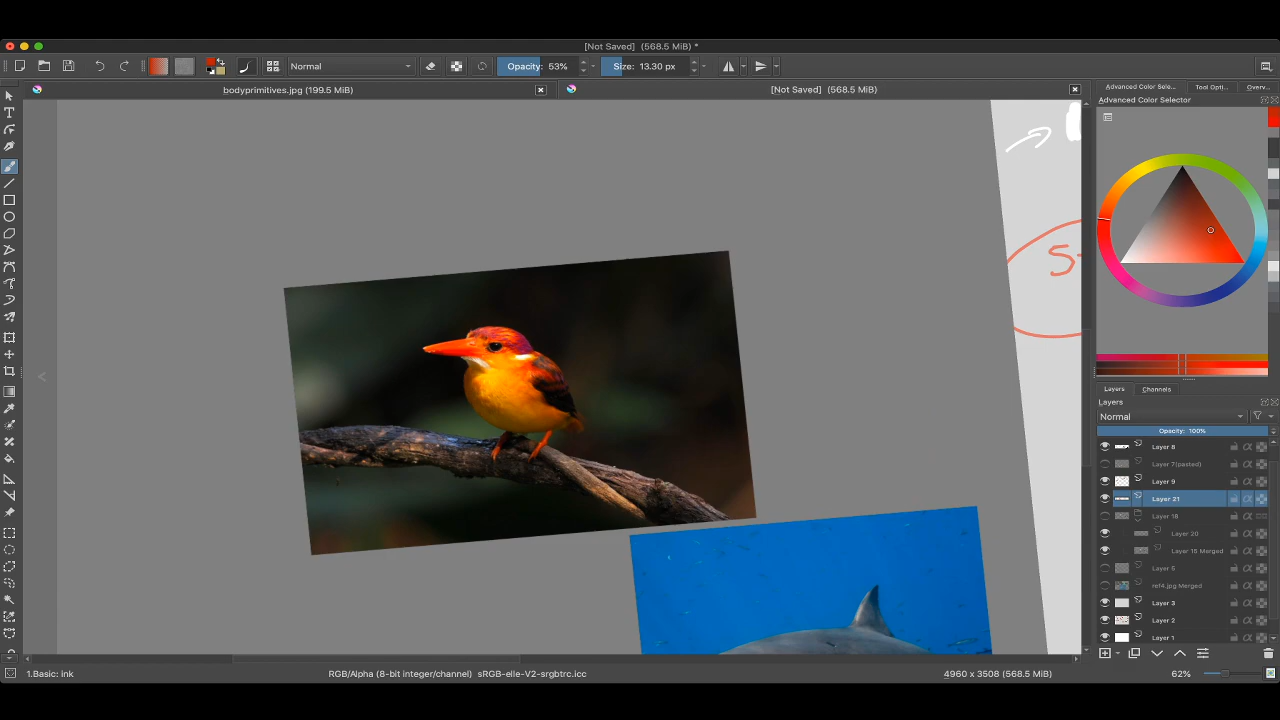 [Not Saved] (568.5 MiB) *
Normal
Opacity: 53%
Size: 13.30 px
bodyprimitives.jpg (199.5 MiB)
[Not Saved] (568.5 MiB)
Advanced Color Sele...
Tool Opti...
Overv...
Advanced Color Selector
Layers
Channels
Layers
Normal
Opacity: 100%
Layer 8
Layer 7(pasted)
Layer 9
Layer 21
Layer 18
Layer 20
Layer 15 Merged
Layer 5
ref4.jpg Merged
Layer 3
Layer 2
Layer 1
1.Basic: ink
RGB/Alpha (8-bit integer/channel) sRGB-elle-V2-srgbtrc.icc
4960 x 3508 (568.5 MiB)
62%